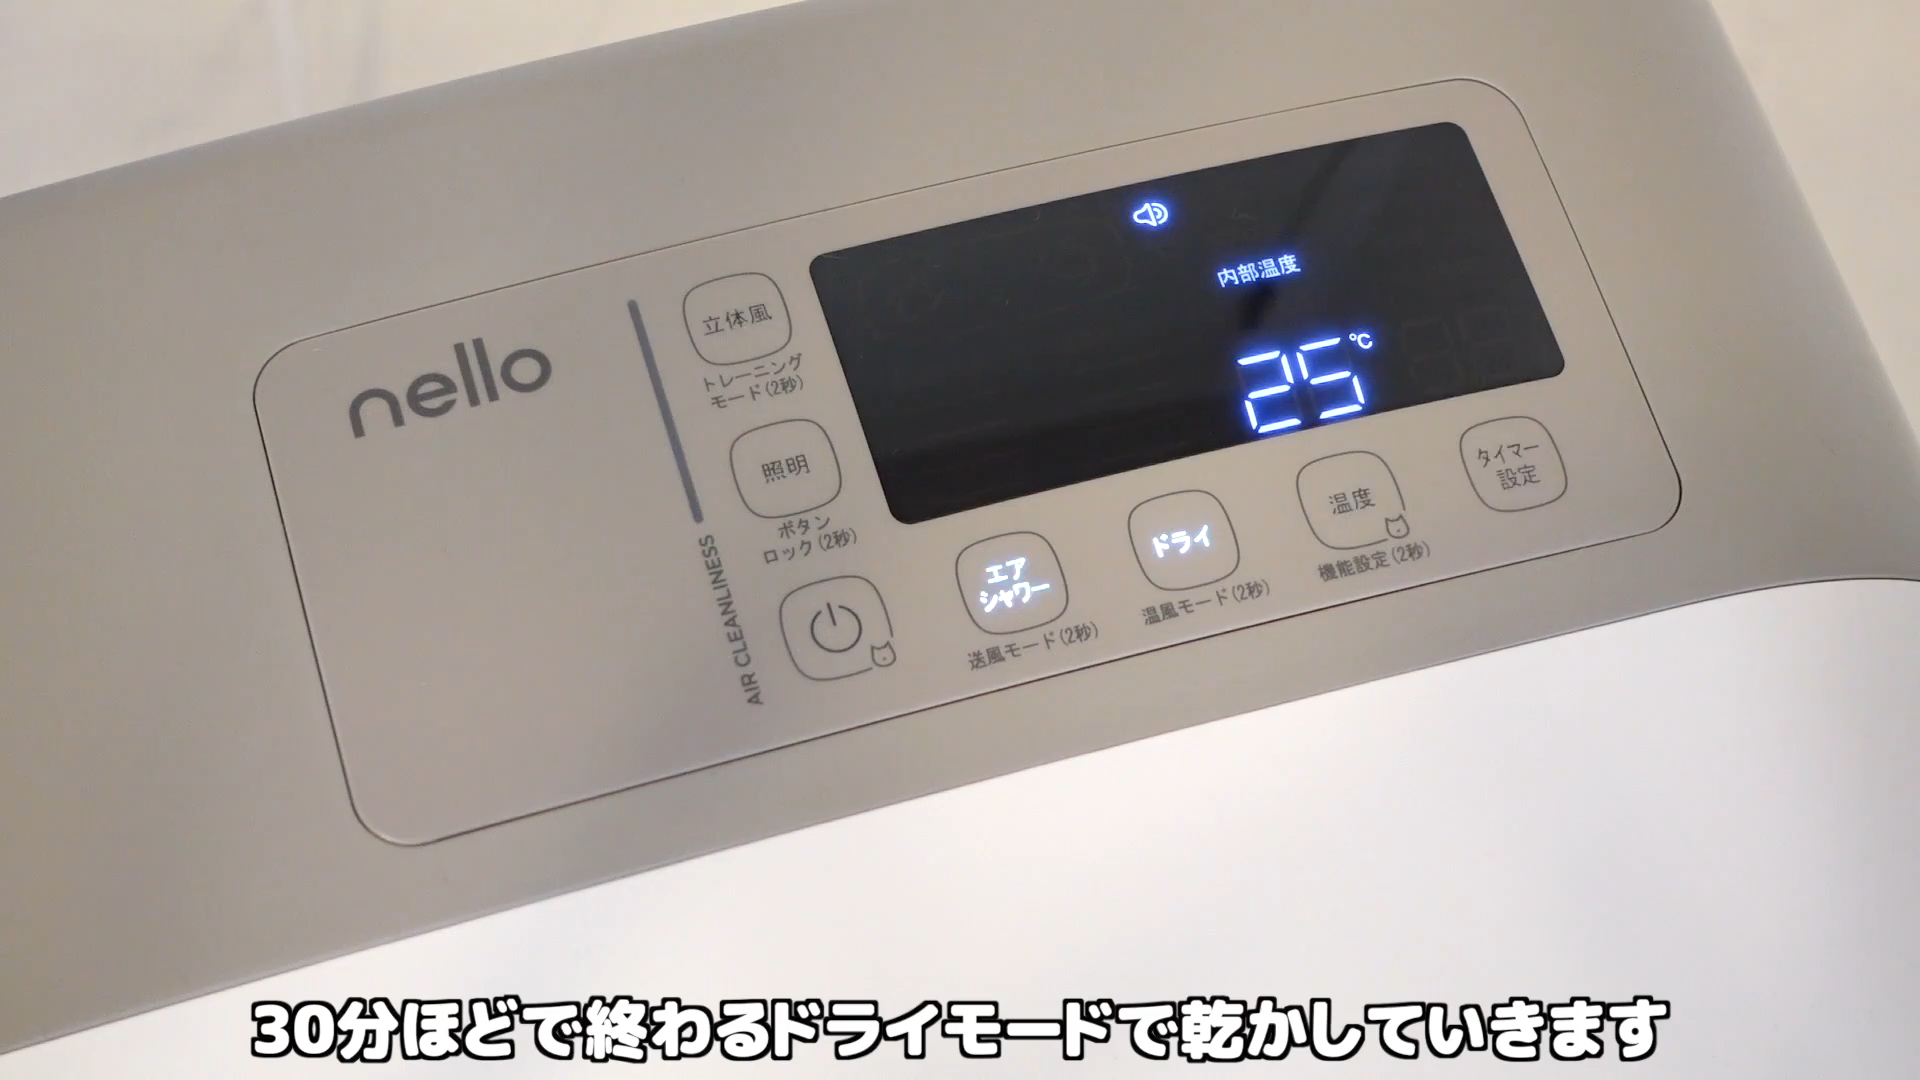 nello
AIR CLEANLINESS
立体風
トレーニング
モード(2秒)
照明
ボタン
ロック(2秒)
内部温度
25℃
エア
シャワー
送風モード(2秒)
ドライ
温風モード(2秒)
温度
機能設定(2秒)
タイマー
設定
30分ほどで終わるドライモードで乾かしていきます